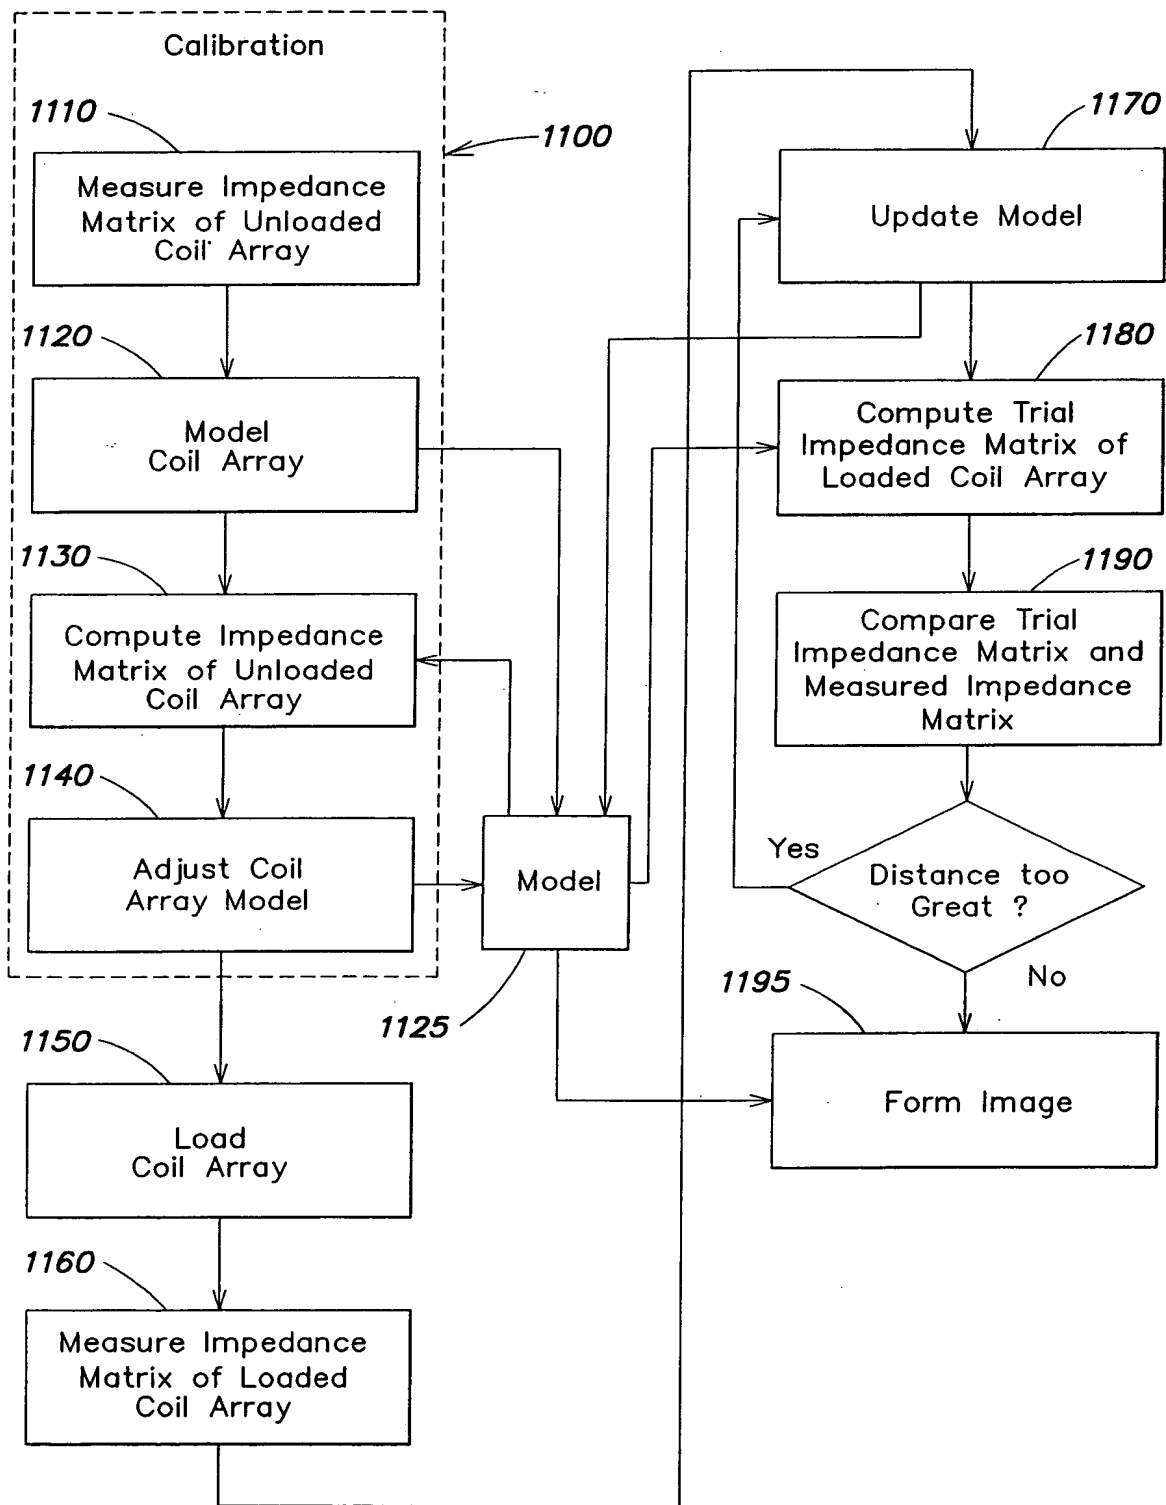 Calibration
1110
1100
Measure Impedance
Matrix of Unloaded
Coil Array
1120
Model
Coil Array
1130
Compute Impedance
Matrix of Unloaded
Coil Array
1140
Adjust Coil
Array Model
Model
1125
1150
Load
Coil Array
1160
Measure Impedance
Matrix of Loaded
Coil Array
1170
Update Model
1180
Compute Trial
Impedance Matrix of
Loaded Coil Array
1190
Compare Trial
Impedance Matrix and
Measured Impedance
Matrix
Yes
Distance too
Great ?
No
1195
Form Image